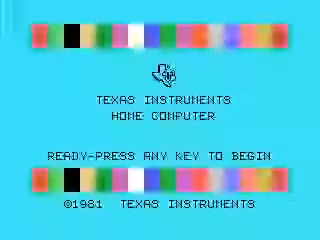 TEXAS INSTRUMENTS
HOME COMPUTER
READY-PRESS ANY KEY TO BEGIN
©1981 TEXAS INSTRUMENTS